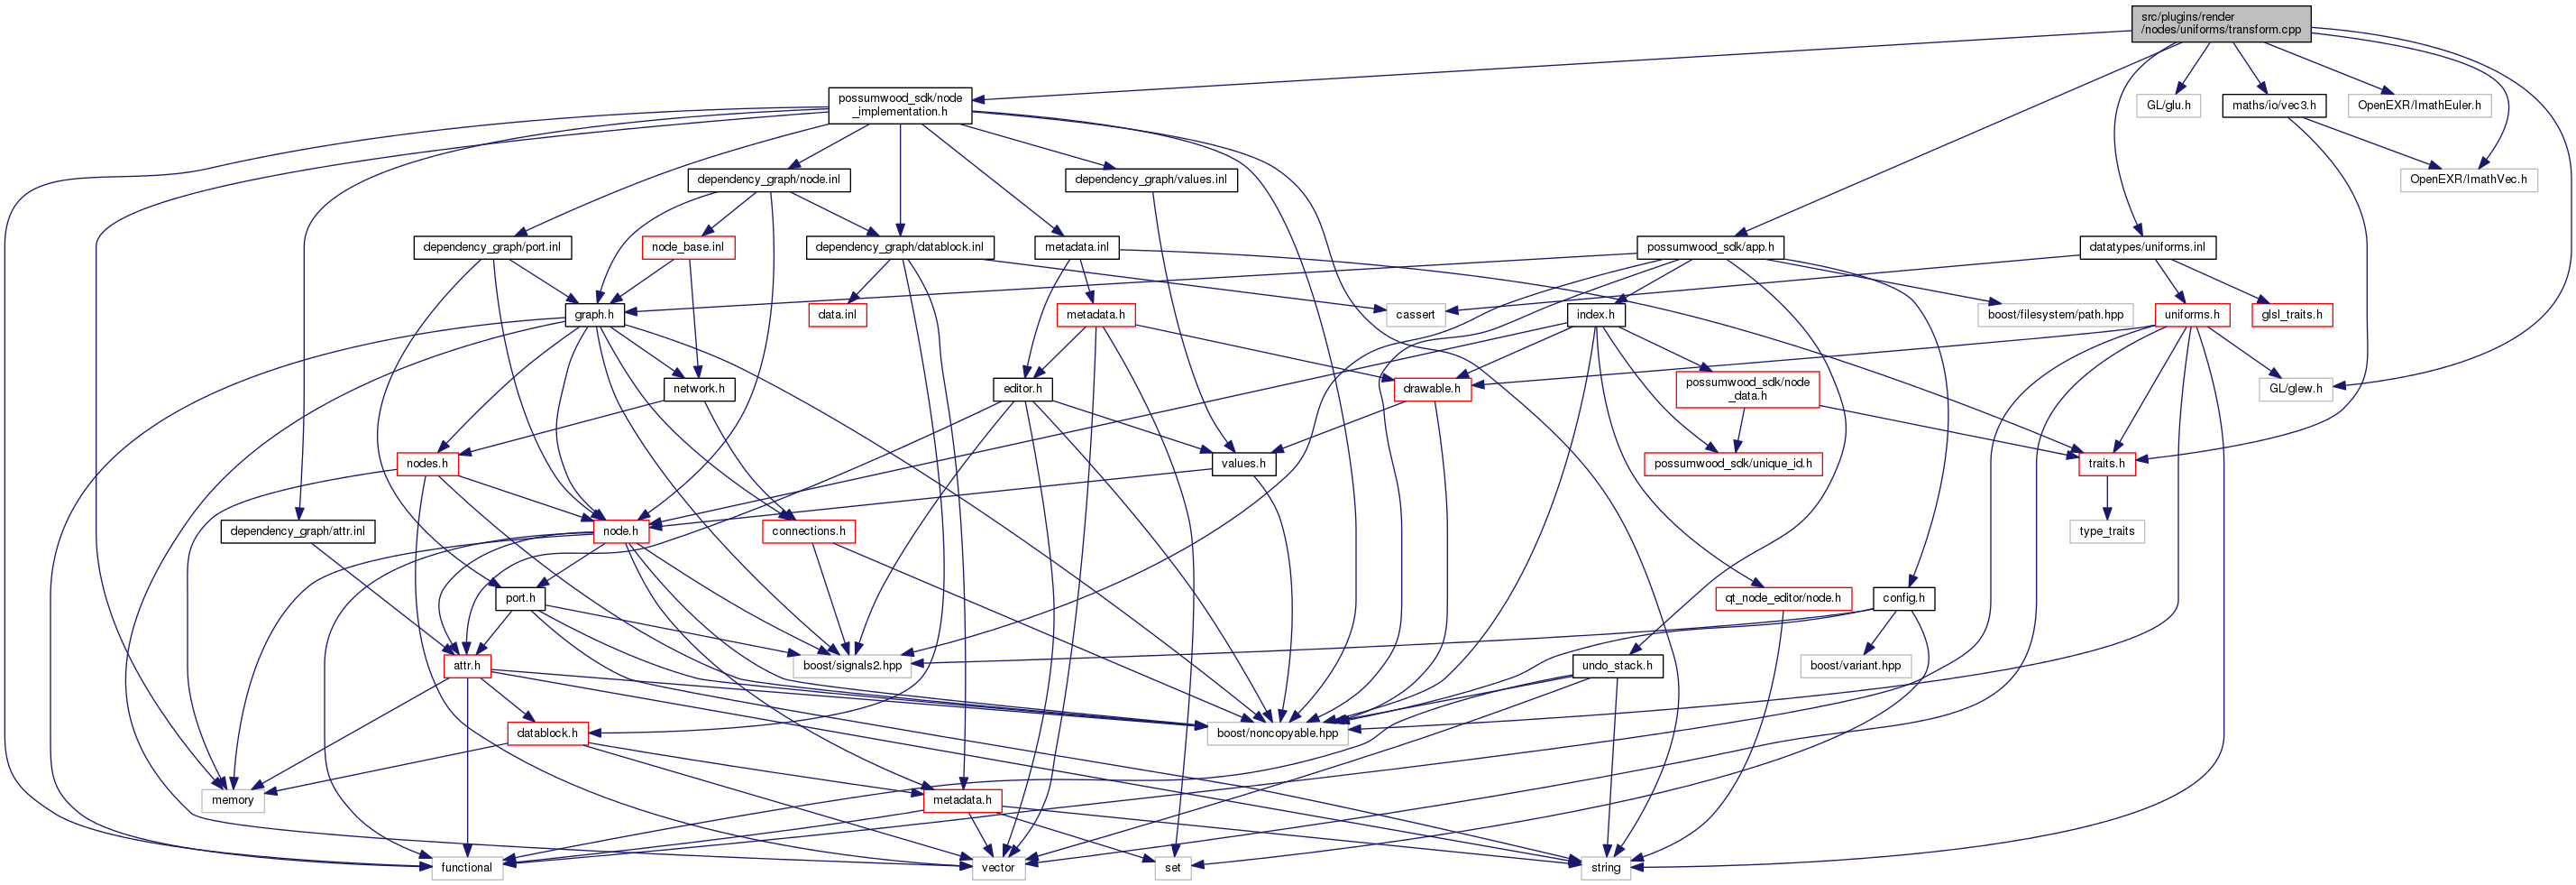 src/plugins/render
/nodes/uniforms/transform.cpp
possumwood_sdk/node
_implementation.h
GL/glu.h
maths/io/vec3.h
OpenEXR/ImathEuler.h
dependency_graph/node.inl
dependency_graph/values.inl
OpenEXR/ImathVec.h
dependency_graph/port.inl
node_base.inl
dependency_graph/datablock.inl
metadata.inl
possumwood_sdk/app.h
datatypes/uniforms.inl
graph.h
data.inl
metadata.h
cassert
index.h
boost/filesystem/path.hpp
uniforms.h
glsl_traits.h
network.h
editor.h
drawable.h
possumwood_sdk/node
_data.h
GL/glew.h
nodes.h
values.h
possumwood_sdk/unique_id.h
traits.h
dependency_graph/attr.inl
node.h
connections.h
type_traits
port.h
qt_node_editor/node.h
config.h
attr.h
boost/signals2.hpp
undo_stack.h
boost/variant.hpp
datablock.h
boost/noncopyable.hpp
memory
metadata.h
functional
vector
set
string